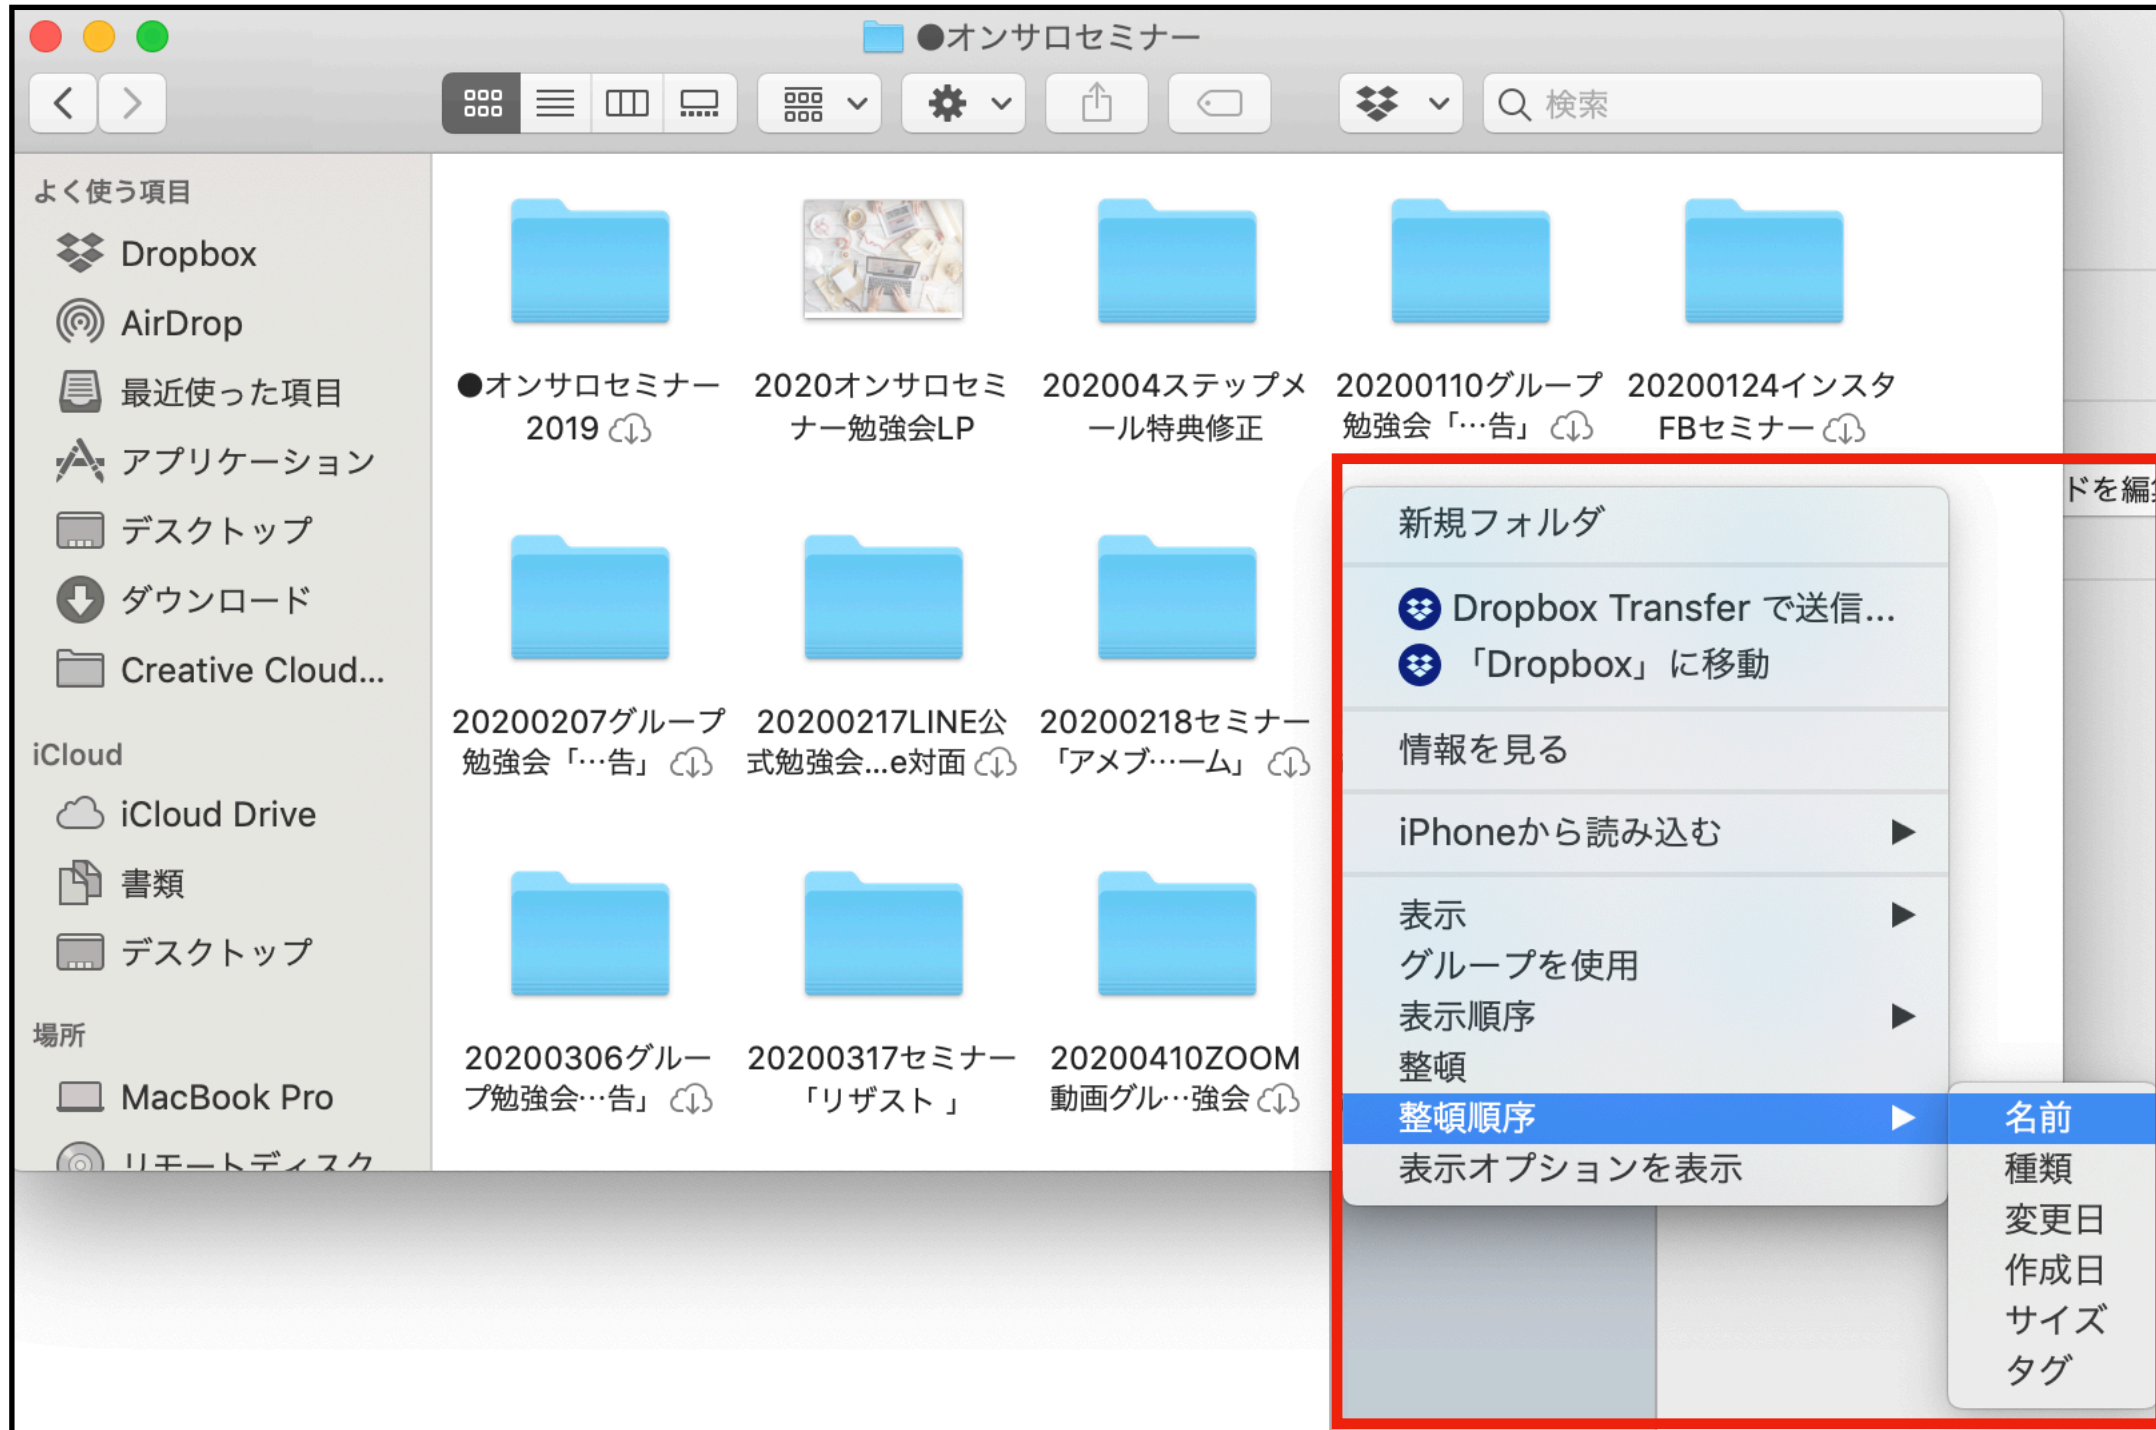 ●オンサロセミナー
検索
よく使う項目
Dropbox
AirDrop
最近使った項目
アプリケーション
デスクトップ
ダウンロード
Creative Cloud...
iCloud
iCloud Drive
書類
デスクトップ
場所
MacBook Pro
リモートディスク
●オンサロセミナー
2019
2020オンサロセミ
ナー勉強会LP
202004ステップメ
ール特典修正
20200110グループ
勉強会「…告」
20200124インスタ
FBセミナー
20200207グループ
勉強会「…告」
20200217LINE公
式勉強会...e対面
20200218セミナー
「アメブ…ーム」
20200306グルー
プ勉強会…告」
20200317セミナー
「リザスト 」
20200410ZOOM
動画グル…強会
新規フォルダ
Dropbox Transfer で送信...
「Dropbox」に移動
情報を見る
iPhoneから読み込む
表示
グループを使用
表示順序
整頓
整頓順序
表示オプションを表示
名前
種類
変更日
作成日
サイズ
タグ
ドを編